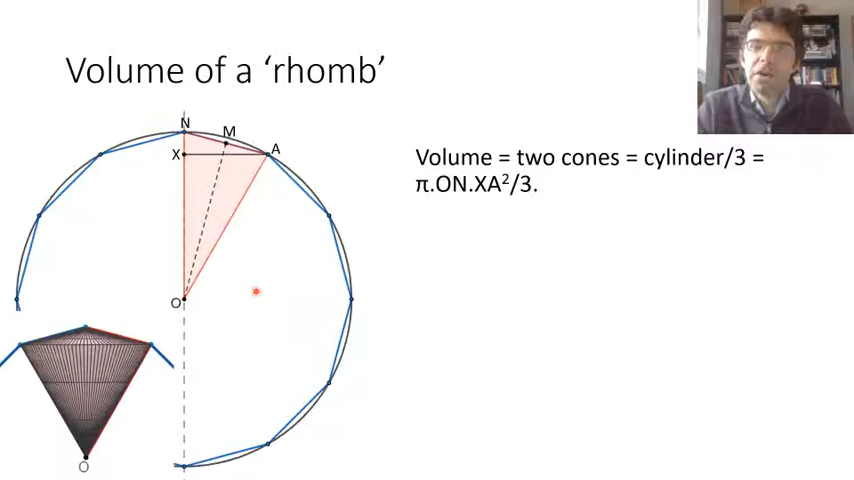 Volume of a ‘rhomb’
N
M
X
A
Volume = two cones = cylinder/3 =
π.ON.XA²/3.
O
O